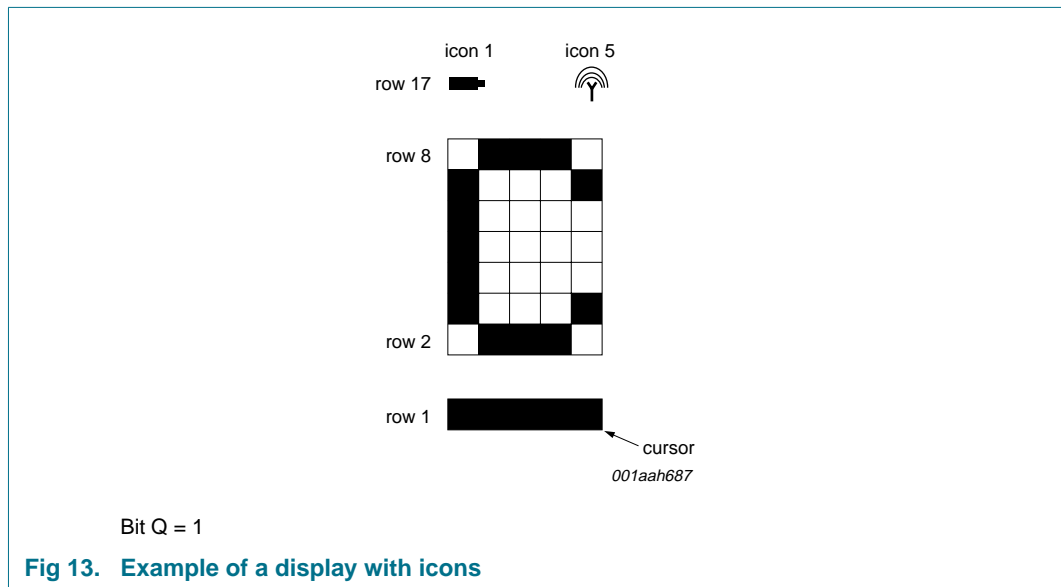 icon 1 icon 5
row 17
row 8
row 2
row 1
cursor
001aah687
Bit Q = 1
Fig 13. Example of a display with icons